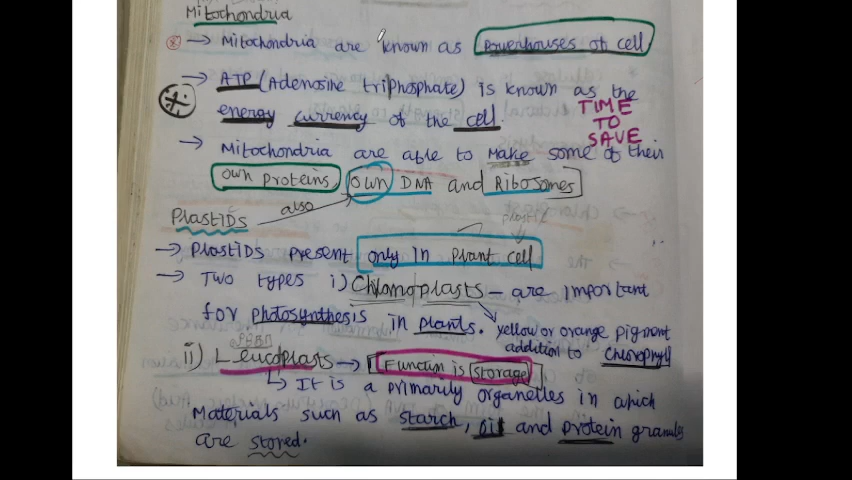 Mitochondria
→ Mitochondria are known as Powerhouses of cell
→ ATP (Adenosine triphosphate) is known as the
energy currency of the cell.
TIME
TO
SAVE
→ Mitochondria are able to make some of their
own proteins, own DNA and Ribosomes
PlastiDs also
→ PlastiDs present only in plant cell
→ Two types i) Chloroplasts - are important
for photosynthesis in plants.
yellow or orange pigment
addition to chlorophyll
ii) Leucoplasts → Function is storage
↳ It is a primarily organelles in which
Materials such as starch, oil and protein granules
are stored.